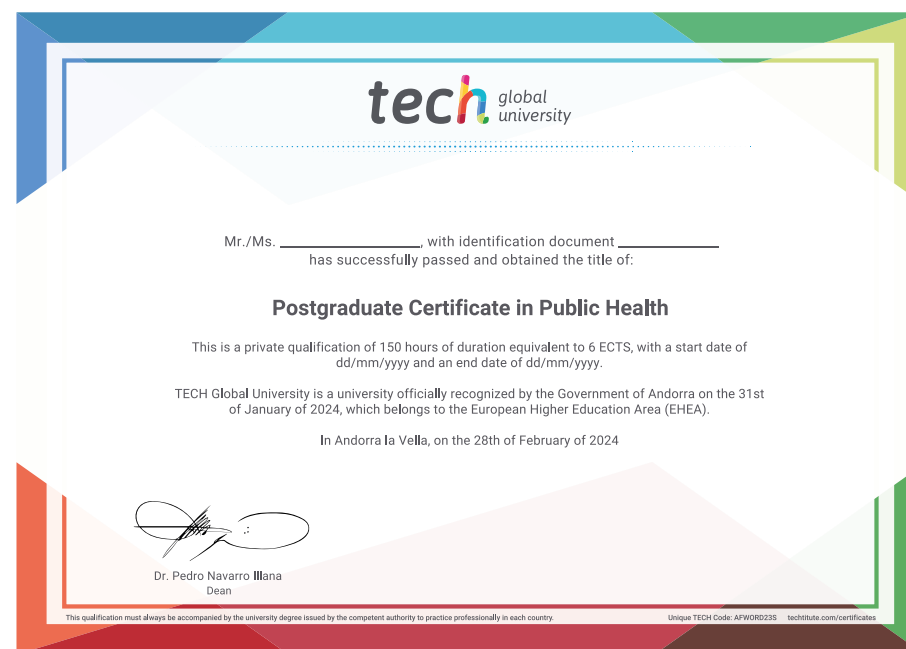 tech global
university
Mr./Ms. ____________, with identification document ____________
has successfully passed and obtained the title of:
Postgraduate Certificate in Public Health
This is a private qualification of 150 hours of duration equivalent to 6 ECTS, with a start date of
dd/mm/yyyy and an end date of dd/mm/yyyy.
TECH Global University is a university officially recognized by the Government of Andorra on the 31st
of January of 2024, which belongs to the European Higher Education Area (EHEA).
In Andorra la Vella, on the 28th of February of 2024
Dr. Pedro Navarro Illana
Dean
This qualification must always be accompanied by the university degree issued by the competent authority to practice professionally in each country.
Unique TECH Code: AFWORD23S techtitute.com/certificates